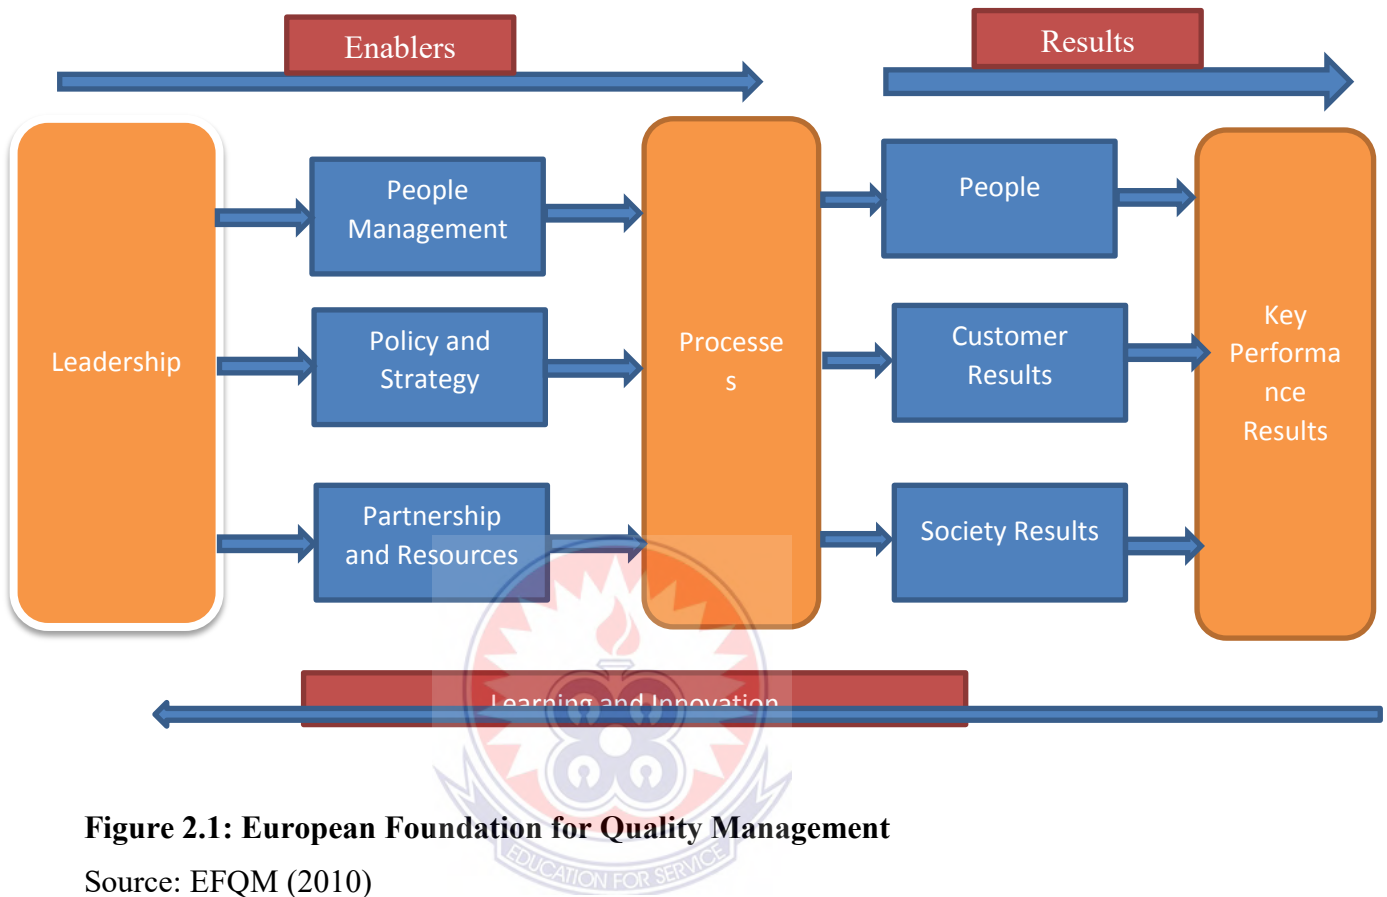 Enablers
Results
Leadership
People
Management
Policy and
Strategy
Partnership
and Resources
Processe
s
People
Customer
Results
Society Results
Key
Performa
nce
Results
Learning and Innovation
Figure 2.1: European Foundation for Quality Management
Source: EFQM (2010)
EDUCATION FOR SERVICE